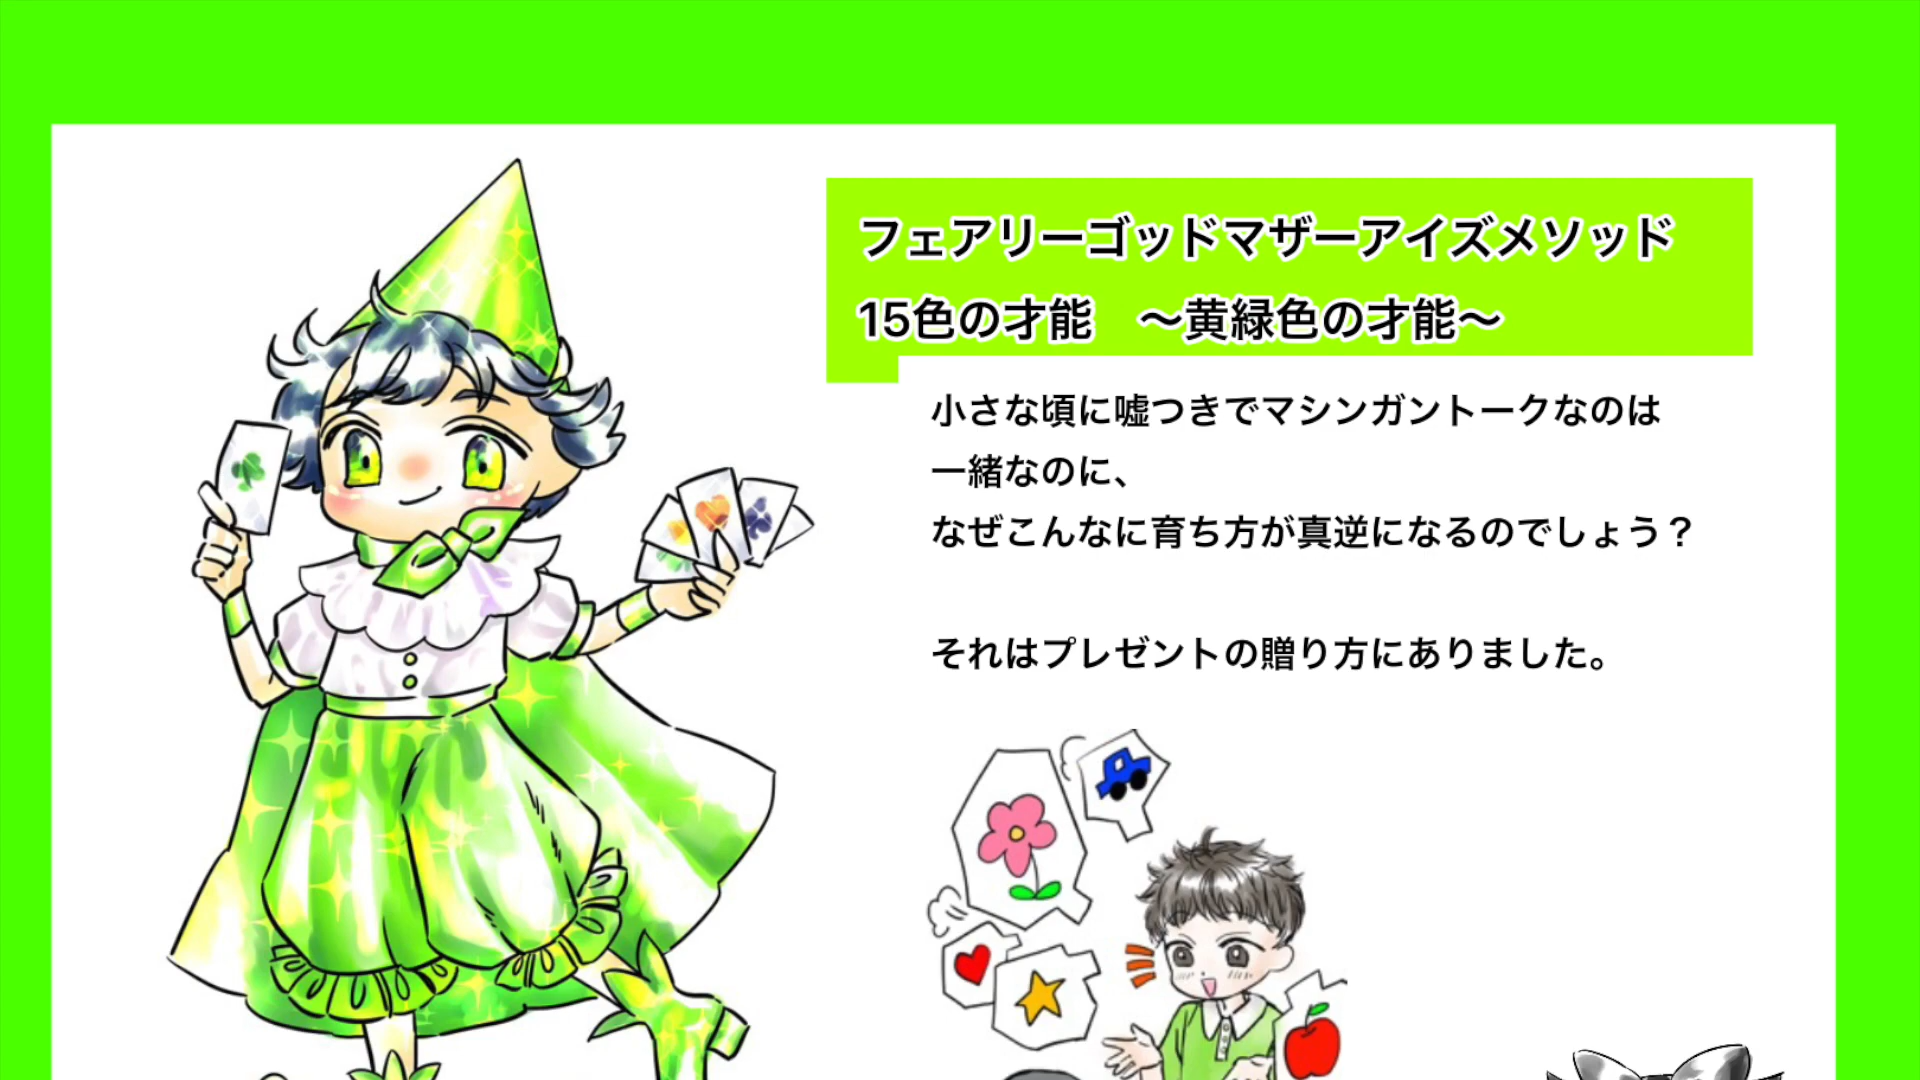 フェアリーゴッドマザーアイズメソッド
15色の才能　〜黄緑色の才能〜
小さな頃に嘘つきでマシンガントークなのは
一緒なのに、
なぜこんなに育ち方が真逆になるのでしょう？
それはプレゼントの贈り方にありました。